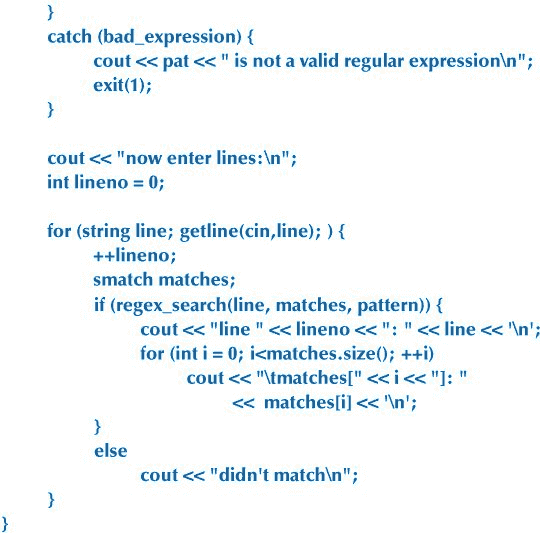 }
catch (bad_expression) {
cout << pat << " is not a valid regular expression\n";
exit(1);
}
cout << "now enter lines:\n";
int lineno = 0;
for (string line; getline(cin,line); ) {
++lineno;
smatch matches;
if (regex_search(line, matches, pattern)) {
cout << "line " << lineno << ": " << line << '\n';
for (int i = 0; i<matches.size(); ++i)
cout << "\tmatches[" << i << "]: "
<< matches[i] << '\n';
}
else
cout << "didn't match\n";
}
}